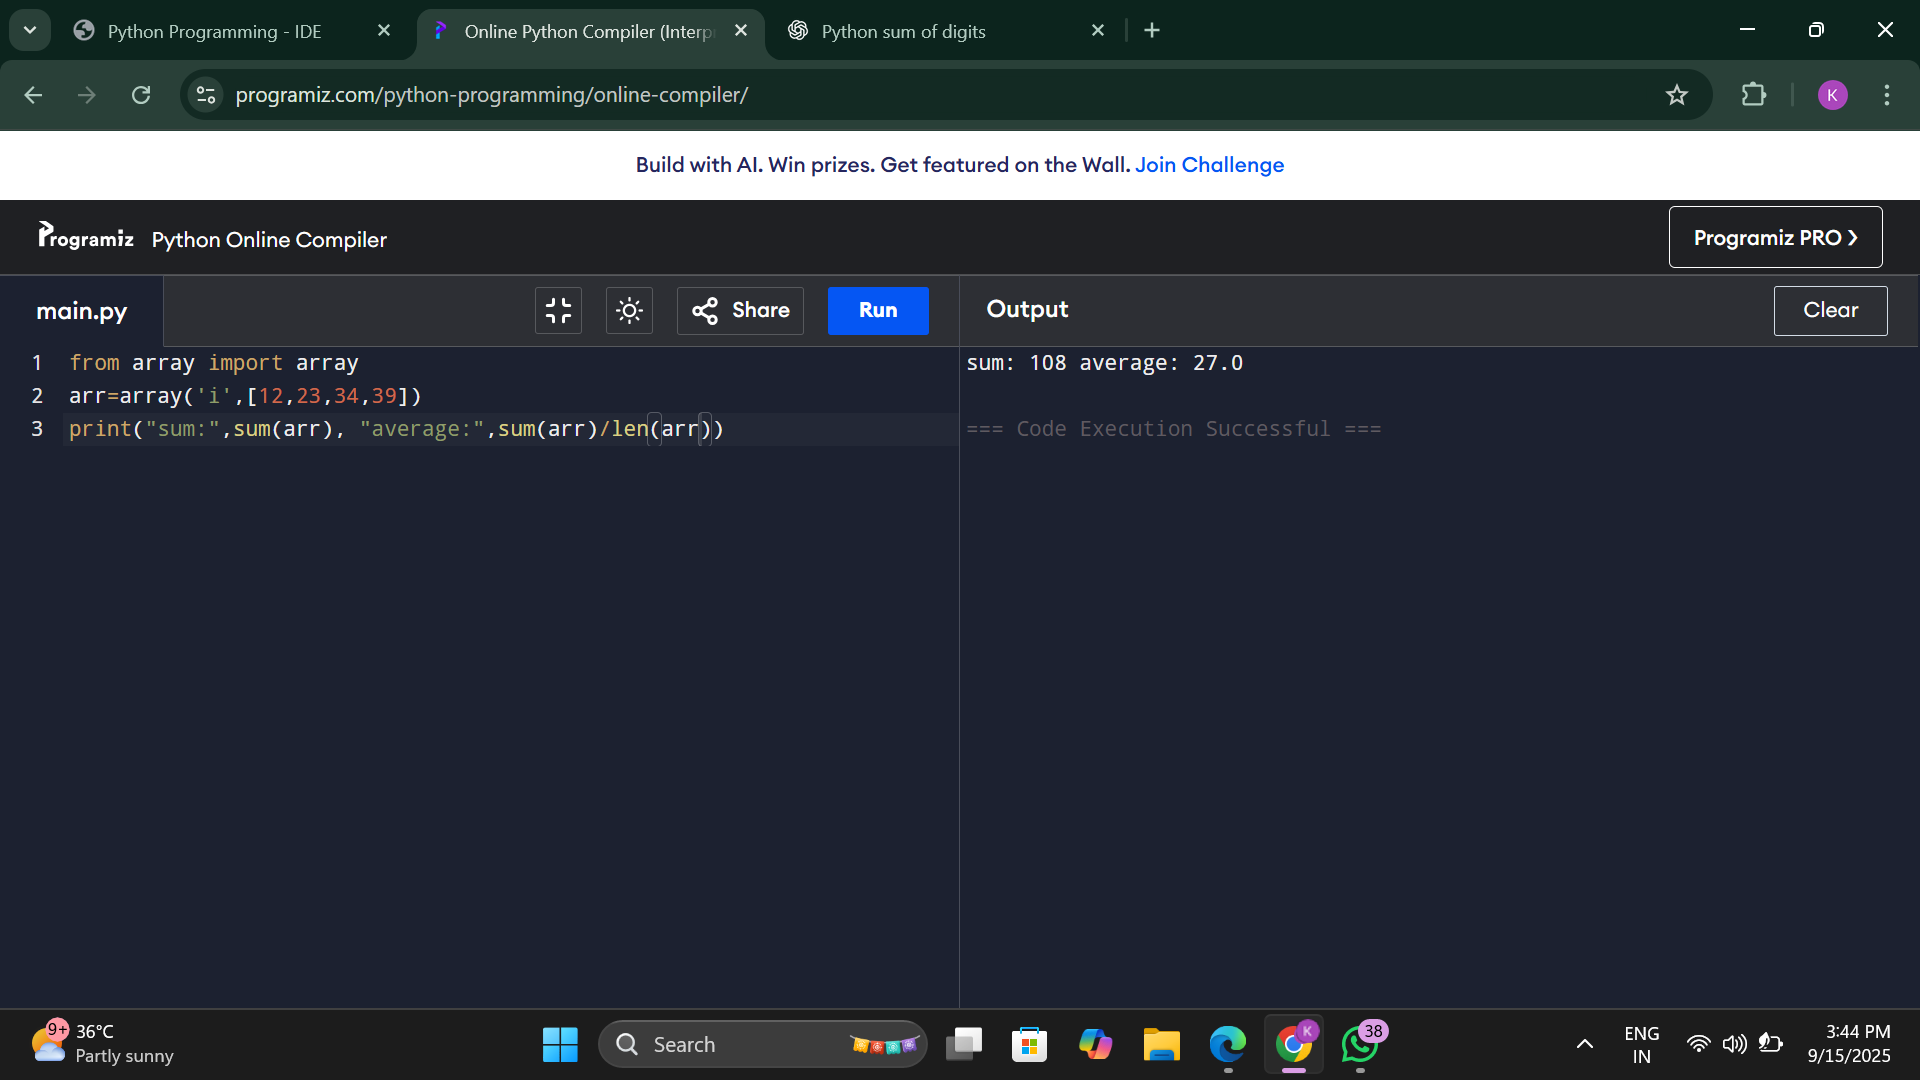 Python Programming - IDE
Online Python Compiler (Interp
Python sum of digits
programiz.com/python-programming/online-compiler/
K
Build with AI. Win prizes. Get featured on the Wall. Join Challenge
Programiz Python Online Compiler
Programiz PRO ❯
main.py
Share
Run
Output
Clear
1 from array import array
2 arr=array('i',[12,23,34,39])
3 print("sum:",sum(arr), "average:",sum(arr)/len(arr))
sum: 108 average: 27.0
=== Code Execution Successful ===
9+
36°C
Partly sunny
Search
K
38
ENG
IN
3:44 PM
9/15/2025